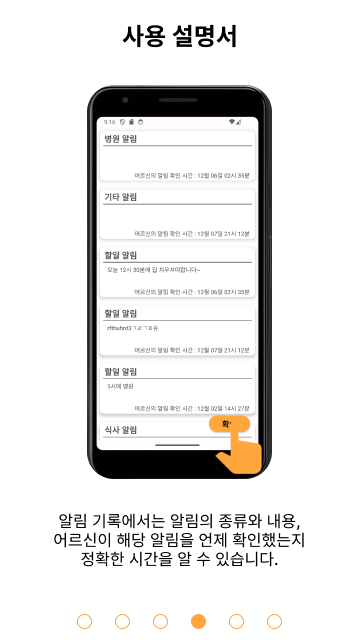 사용 설명서
9:16
병원 알림
어르신의 알림 확인 시간 : 12월 06일 02시 35분
기타 알림
어르신의 알림 확인 시간 : 12월 07일 21시 12분
할일 알림
오늘 12시 30분에 집 치우셔야합니다~
어르신의 알림 확인 시간 : 12월 06일 02시 35분
할일 알림
어르신의 알림 확인 시간 : 12월 07일 21시 12분
할일 알림
3시에 병원
어르신의 알림 확인 시간 : 12월 02일 14시 27분
식사 알림
알림 기록에서는 알림의 종류와 내용,
어르신이 해당 알림을 언제 확인했는지
정확한 시간을 알 수 있습니다.